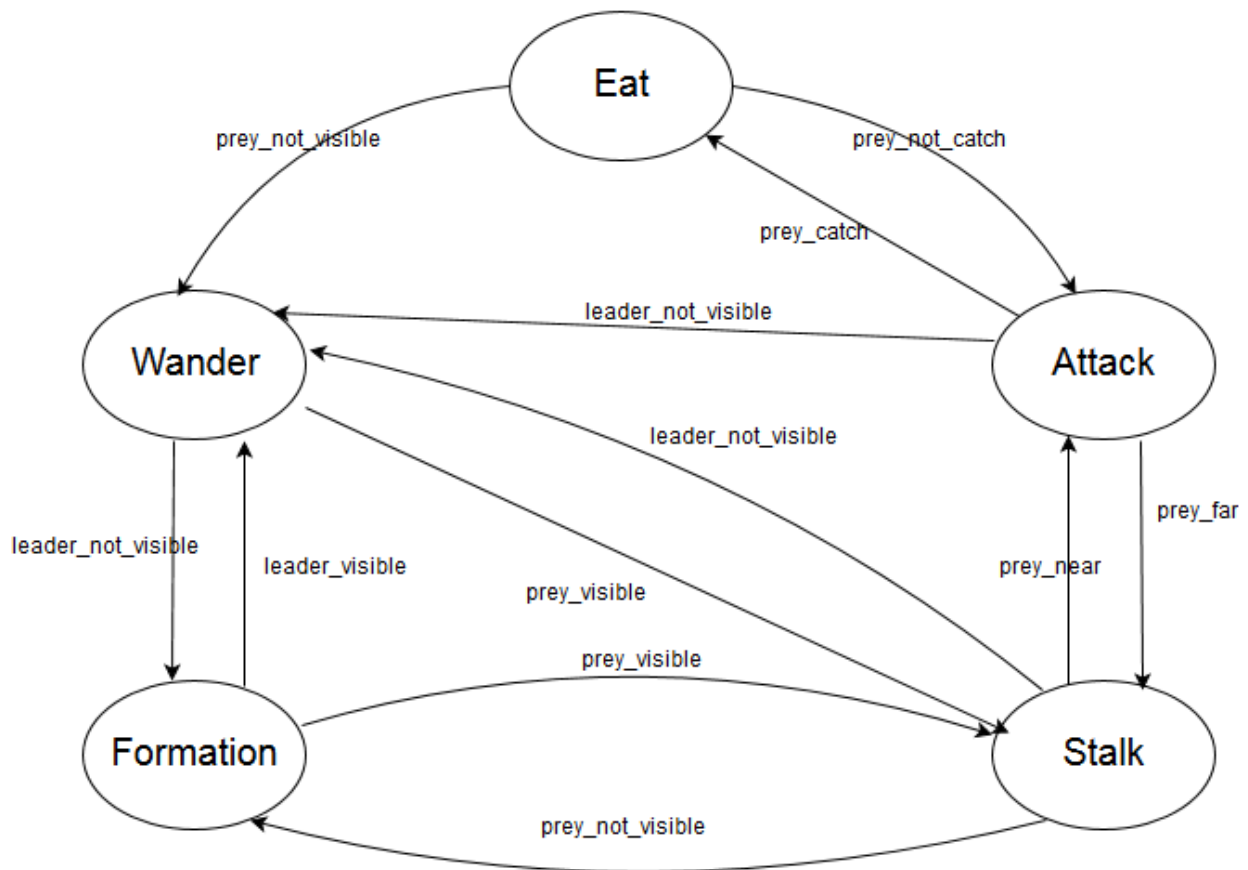 Eat
prey_not_visible
prey_not_catch
prey_catch
leader_not_visible
Wander
Attack
leader_not_visible
prey_far
leader_not_visible
leader_visible
prey_near
prey_visible
prey_visible
Formation
Stalk
prey_not_visible